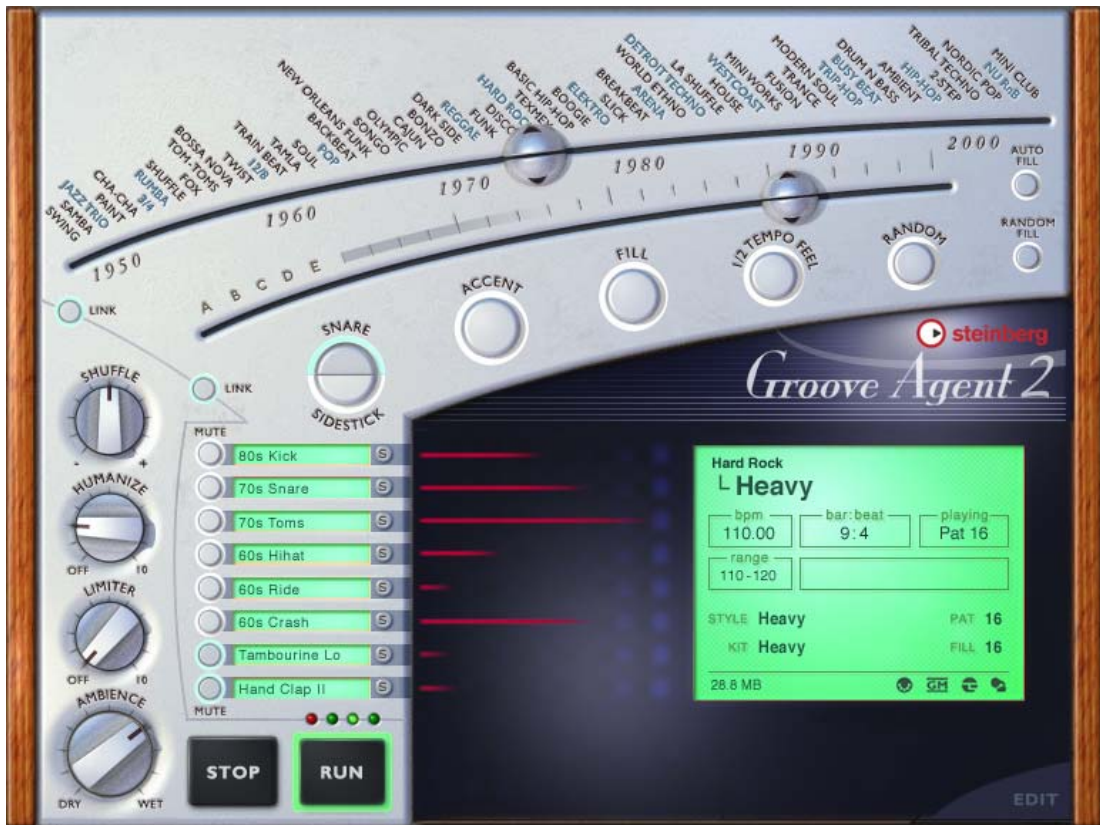 SWING
SAMBA
JAZZ TRIO
PAINT
CHA-CHA
3/4
RUMBA
SHUFFLE
FOX
TOM-TOMS
BOSSA NOVA
TWIST
12/8
TRAIN BEAT
TAMLA
SOUL
POP
BACKBEAT
NEW ORLEANS FUNK
SONGO
OLYMPIC
CAJUN
BONZO
DARK SIDE
REGGAE
FUNK
DISCO
HARD ROC
TEXME
BASIC HIP-HOP
BOOGIE
ELEKTRO
SLICK
BREAKBEAT
ARENA
WORLD ETHNO
DETROIT TECHNO
LA SHUFFLE
HOUSE
WESTCOAST
MINI WORKS
FUSION
TRANCE
MODERN SOUL
TRIP-HOP
BUSY BEAT
DRUM N BASS
AMBIENT
HIP-HOP
2-STEP
TRIBAL TECHNO
NORDIC POP
NU R&B
MINI CLUB
1950
1960
1970
1980
1990
2000
AUTO
FILL
RANDOM
FILL
A B C D E
LINK
ACCENT
FILL
1/2 TEMPO FEEL
RANDOM
SNARE
SIDESTICK
LINK
steinberg
Groove Agent 2
SHUFFLE
- +
HUMANIZE
OFF 10
LIMITER
OFF 10
AMBIENCE
DRY WET
MUTE
80s Kick S
70s Snare S
70s Toms S
60s Hihat S
60s Ride S
60s Crash S
Tambourine Lo S
Hand Clap II S
MUTE
STOP
RUN
Hard Rock
Heavy
bpm bar:beat playing
110.00 9:4 Pat 16
range
110-120
STYLE Heavy PAT 16
KIT Heavy FILL 16
28.8 MB GM
EDIT